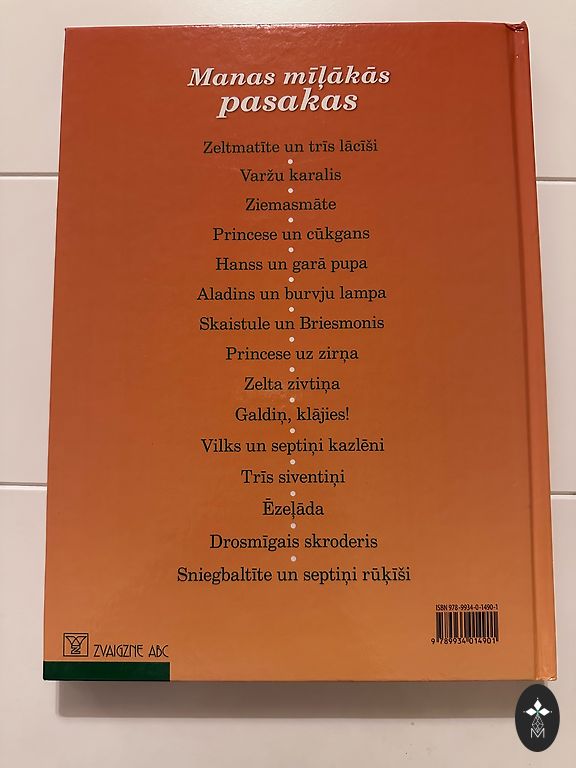 Manas mīļākās
pasakas
Zeltmatīte un trīs lācīši
Varžu karalis
Ziemasmāte
Princese un cūkgans
Hanss un garā pupa
Aladins un burvju lampa
Skaistule un Briesmonis
Princese uz zirņa
Zelta zivtiņa
Galdiņ, klājies!
Vilks un septiņi kazlēni
Trīs siventiņi
Ēzeļāda
Drosmīgais skroderis
Sniegbaltīte un septiņi rūķīši
ISBN 978-9934-0-1490-1
9 789934 014901
ZVAIGZNE ABC
M